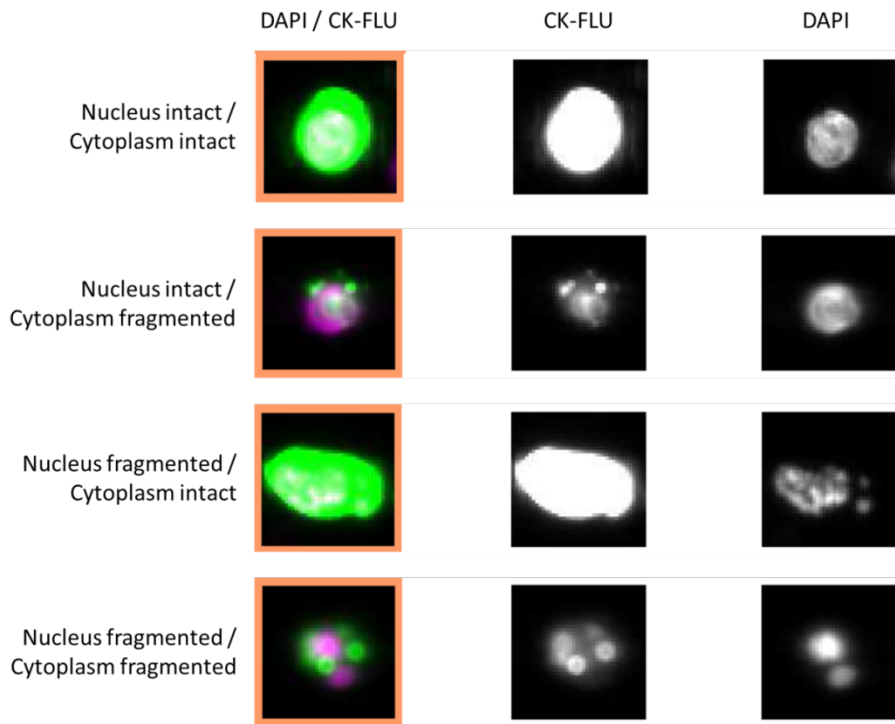 DAPI / CK-FLU CK-FLU DAPI
Nucleus intact /
Cytoplasm intact
Nucleus intact /
Cytoplasm fragmented
Nucleus fragmented /
Cytoplasm intact
Nucleus fragmented /
Cytoplasm fragmented